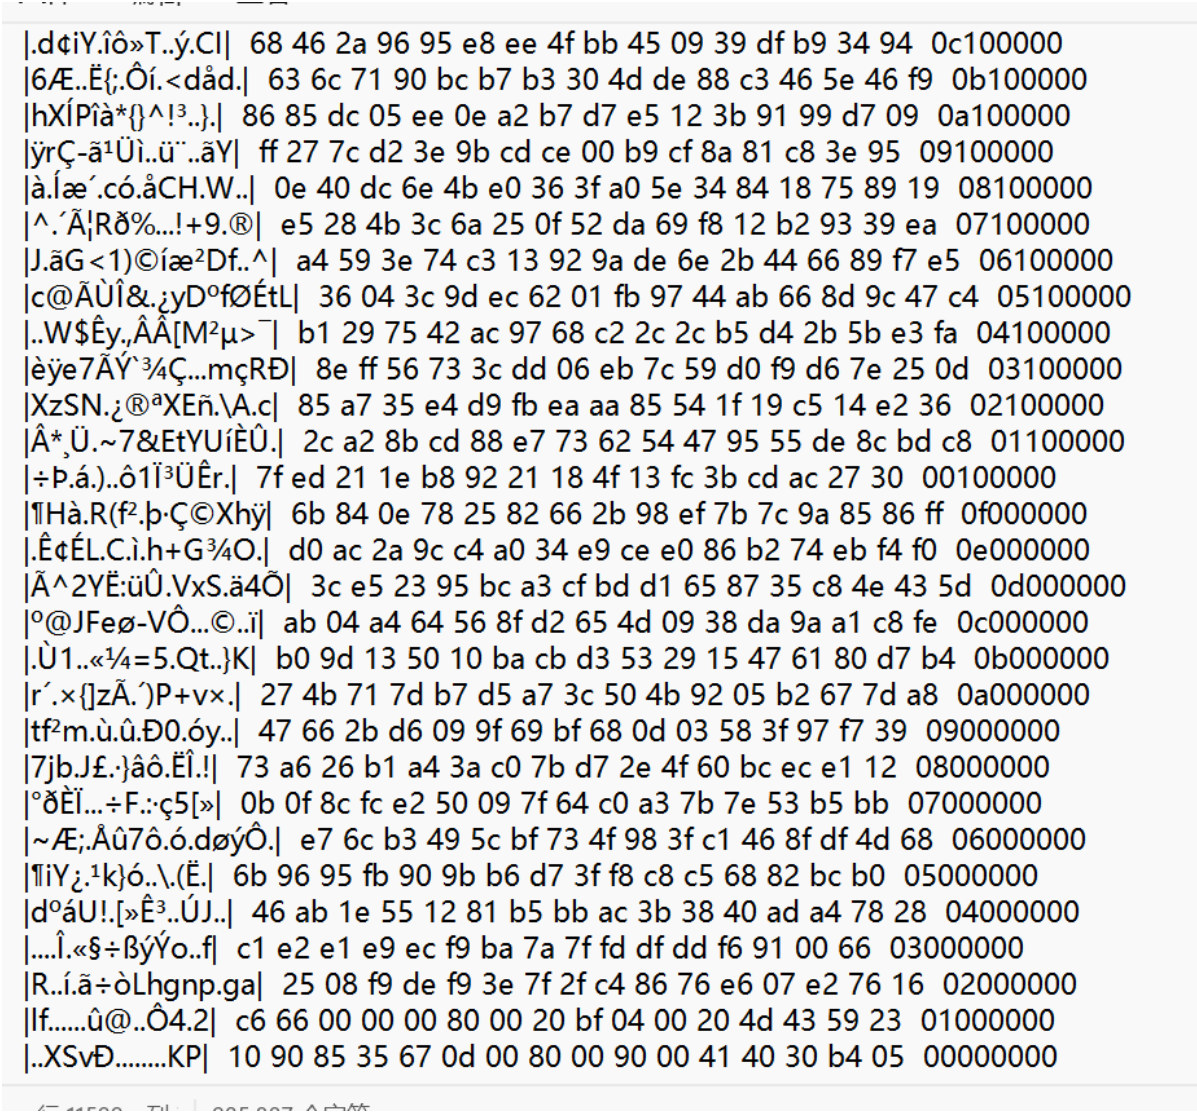 |.d¢iY.îô»T..ý.CI| 68 46 2a 96 95 e8 ee 4f bb 45 09 39 df b9 34 94 0c100000
|6Æ..Ë{;.Ôí.<dåd.| 63 6c 71 90 bc b7 b3 30 4d de 88 c3 46 5e 46 f9 0b100000
|hXÍPîà*{}^!³..}.| 86 85 dc 05 ee 0e a2 b7 d7 e5 12 3b 91 99 d7 09 0a100000
|ÿrÇ-ã¹Üì..ü¨..ãY| ff 27 7c d2 3e 9b cd ce 00 b9 cf 8a 81 c8 3e 95 09100000
|à.Íæ´.có.åCH.W..| 0e 40 dc 6e 4b e0 36 3f a0 5e 34 84 18 75 89 19 08100000
|^.´Ã¦Rð%...!+9.®| e5 28 4b 3c 6a 25 0f 52 da 69 f8 12 b2 93 39 ea 07100000
|J.ãG<1)©íæ²Df..^| a4 59 3e 74 c3 13 92 9a de 6e 2b 44 66 89 f7 e5 06100000
|c@ÃÙÎ&.¿yDºfØÉtL| 36 04 3c 9d ec 62 01 fb 97 44 ab 66 8d 9c 47 c4 05100000
|..W$Êy.,ÂÂ[M²µ>¯| b1 29 75 42 ac 97 68 c2 2c 2c b5 d4 2b 5b e3 fa 04100000
|èÿe7ÃÝ`¾Ç...mçRÐ| 8e ff 56 73 3c dd 06 eb 7c 59 d0 f9 d6 7e 25 0d 03100000
|XzSN.¿®ªXEñ.\A.c| 85 a7 35 e4 d9 fb ea aa 85 54 1f 19 c5 14 e2 36 02100000
|Â*¸Ü.~7&EtYUíÈÛ.| 2c a2 8b cd 88 e7 73 62 54 47 95 55 de 8c bd c8 01100000
|÷Þ.á.)..ô1Ï³ÜÊr.| 7f ed 21 1e b8 92 21 18 4f 13 fc 3b cd ac 27 30 00100000
|¶Hà.R(f².þ·Ç©Xhÿ| 6b 84 0e 78 25 82 66 2b 98 ef 7b 7c 9a 85 86 ff 0f000000
|.Ê¢ÉL.C.ì.h+G¾O.| d0 ac 2a 9c c4 a0 34 e9 ce e0 86 b2 74 eb f4 f0 0e000000
|Ã^2YË:üÛ.VxS.ä4Õ| 3c e5 23 95 bc a3 cf bd d1 65 87 35 c8 4e 43 5d 0d000000
|º@JFeø-VÔ...©..ï| ab 04 a4 64 56 8f d2 65 4d 09 38 da 9a a1 c8 fe 0c000000
|.Ù1..«¼=5.Qt..}K| b0 9d 13 50 10 ba cb d3 53 29 15 47 61 80 d7 b4 0b000000
|r´.×{]zÃ.´)P+v×.| 27 4b 71 7d b7 d5 a7 3c 50 4b 92 05 b2 67 7d a8 0a000000
|tf²m.ù.û.Ð0.óy..| 47 66 2b d6 09 9f 69 bf 68 0d 03 58 3f 97 f7 39 09000000
|7jb.J£.·}âô.ËÎ.!| 73 a6 26 b1 a4 3a c0 7b d7 2e 4f 60 bc ec e1 12 08000000
|°ðÈÏ...÷F.:·ç5[»| 0b 0f 8c fc e2 50 09 7f 64 c0 a3 7b 7e 53 b5 bb 07000000
|~Æ;.Åû7ô.ó.døýÔ.| e7 6c b3 49 5c bf 73 4f 98 3f c1 46 8f df 4d 68 06000000
|¶iY¿.¹k}ó..\.(Ë.| 6b 96 95 fb 90 9b b6 d7 3f f8 c8 c5 68 82 bc b0 05000000
|dºáU!.[»Ê³..ÚJ..| 46 ab 1e 55 12 81 b5 bb ac 3b 38 40 ad a4 78 28 04000000
|....Î.«§÷ßýÝo..f| c1 e2 e1 e9 ec f9 ba 7a 7f fd df dd f6 91 00 66 03000000
|R..í.ã÷òLhgnp.ga| 25 08 f9 de f9 3e 7f 2f c4 86 76 e6 07 e2 76 16 02000000
|lf......û@..Ô4.2| c6 66 00 00 00 80 00 20 bf 04 00 20 4d 43 59 23 01000000
|..XSvÐ........KP| 10 90 85 35 67 0d 00 80 00 90 00 41 40 30 b4 05 00000000